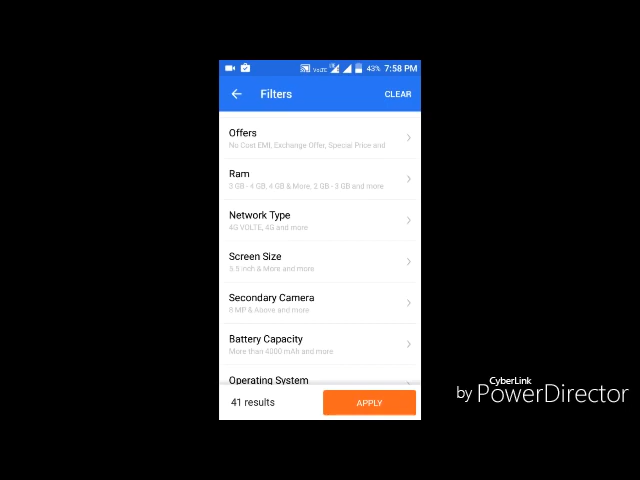 VoLTE 43% 7:58 PM
Filters CLEAR
Offers
No Cost EMI, Exchange Offer, Special Price and
Ram
3 GB - 4 GB, 4 GB & More, 2 GB - 3 GB and more
Network Type
4G VOLTE, 4G and more
Screen Size
5.5 inch & More and more
Secondary Camera
8 MP & Above and more
Battery Capacity
More than 4000 mAh and more
Operating System
41 results APPLY
CyberLink
by PowerDirector